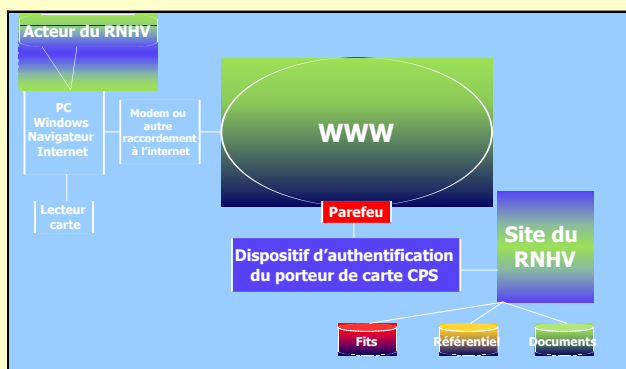 Acteur du RNHV
PC
Windows
Navigateur
Internet
Modem ou
autre
raccordement
à l'internet
WWW
Lecteur
carte
Parefeu
Dispositif d'authentification
du porteur de carte CPS
Site du
RNHV
Fits
Référentiel
Documents